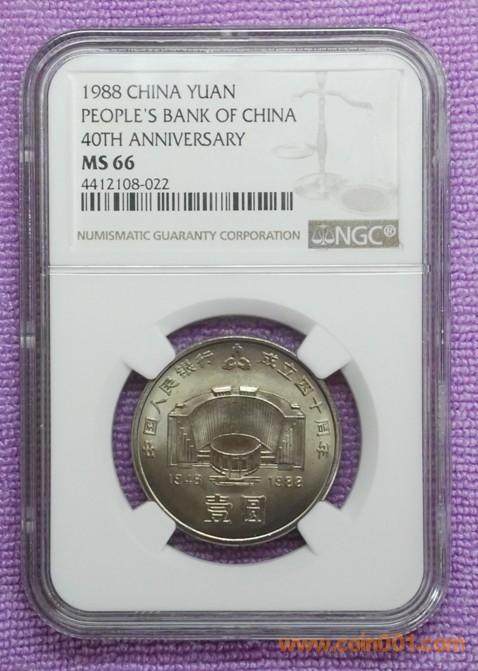 1988 CHINA YUAN
PEOPLE'S BANK OF CHINA
40TH ANNIVERSARY
MS 66
4412108-022
NUMISMATIC GUARANTY CORPORATION
NGC®
中国人民银行 成立四十周年
1948 1988
壹圆
www.coin001.com